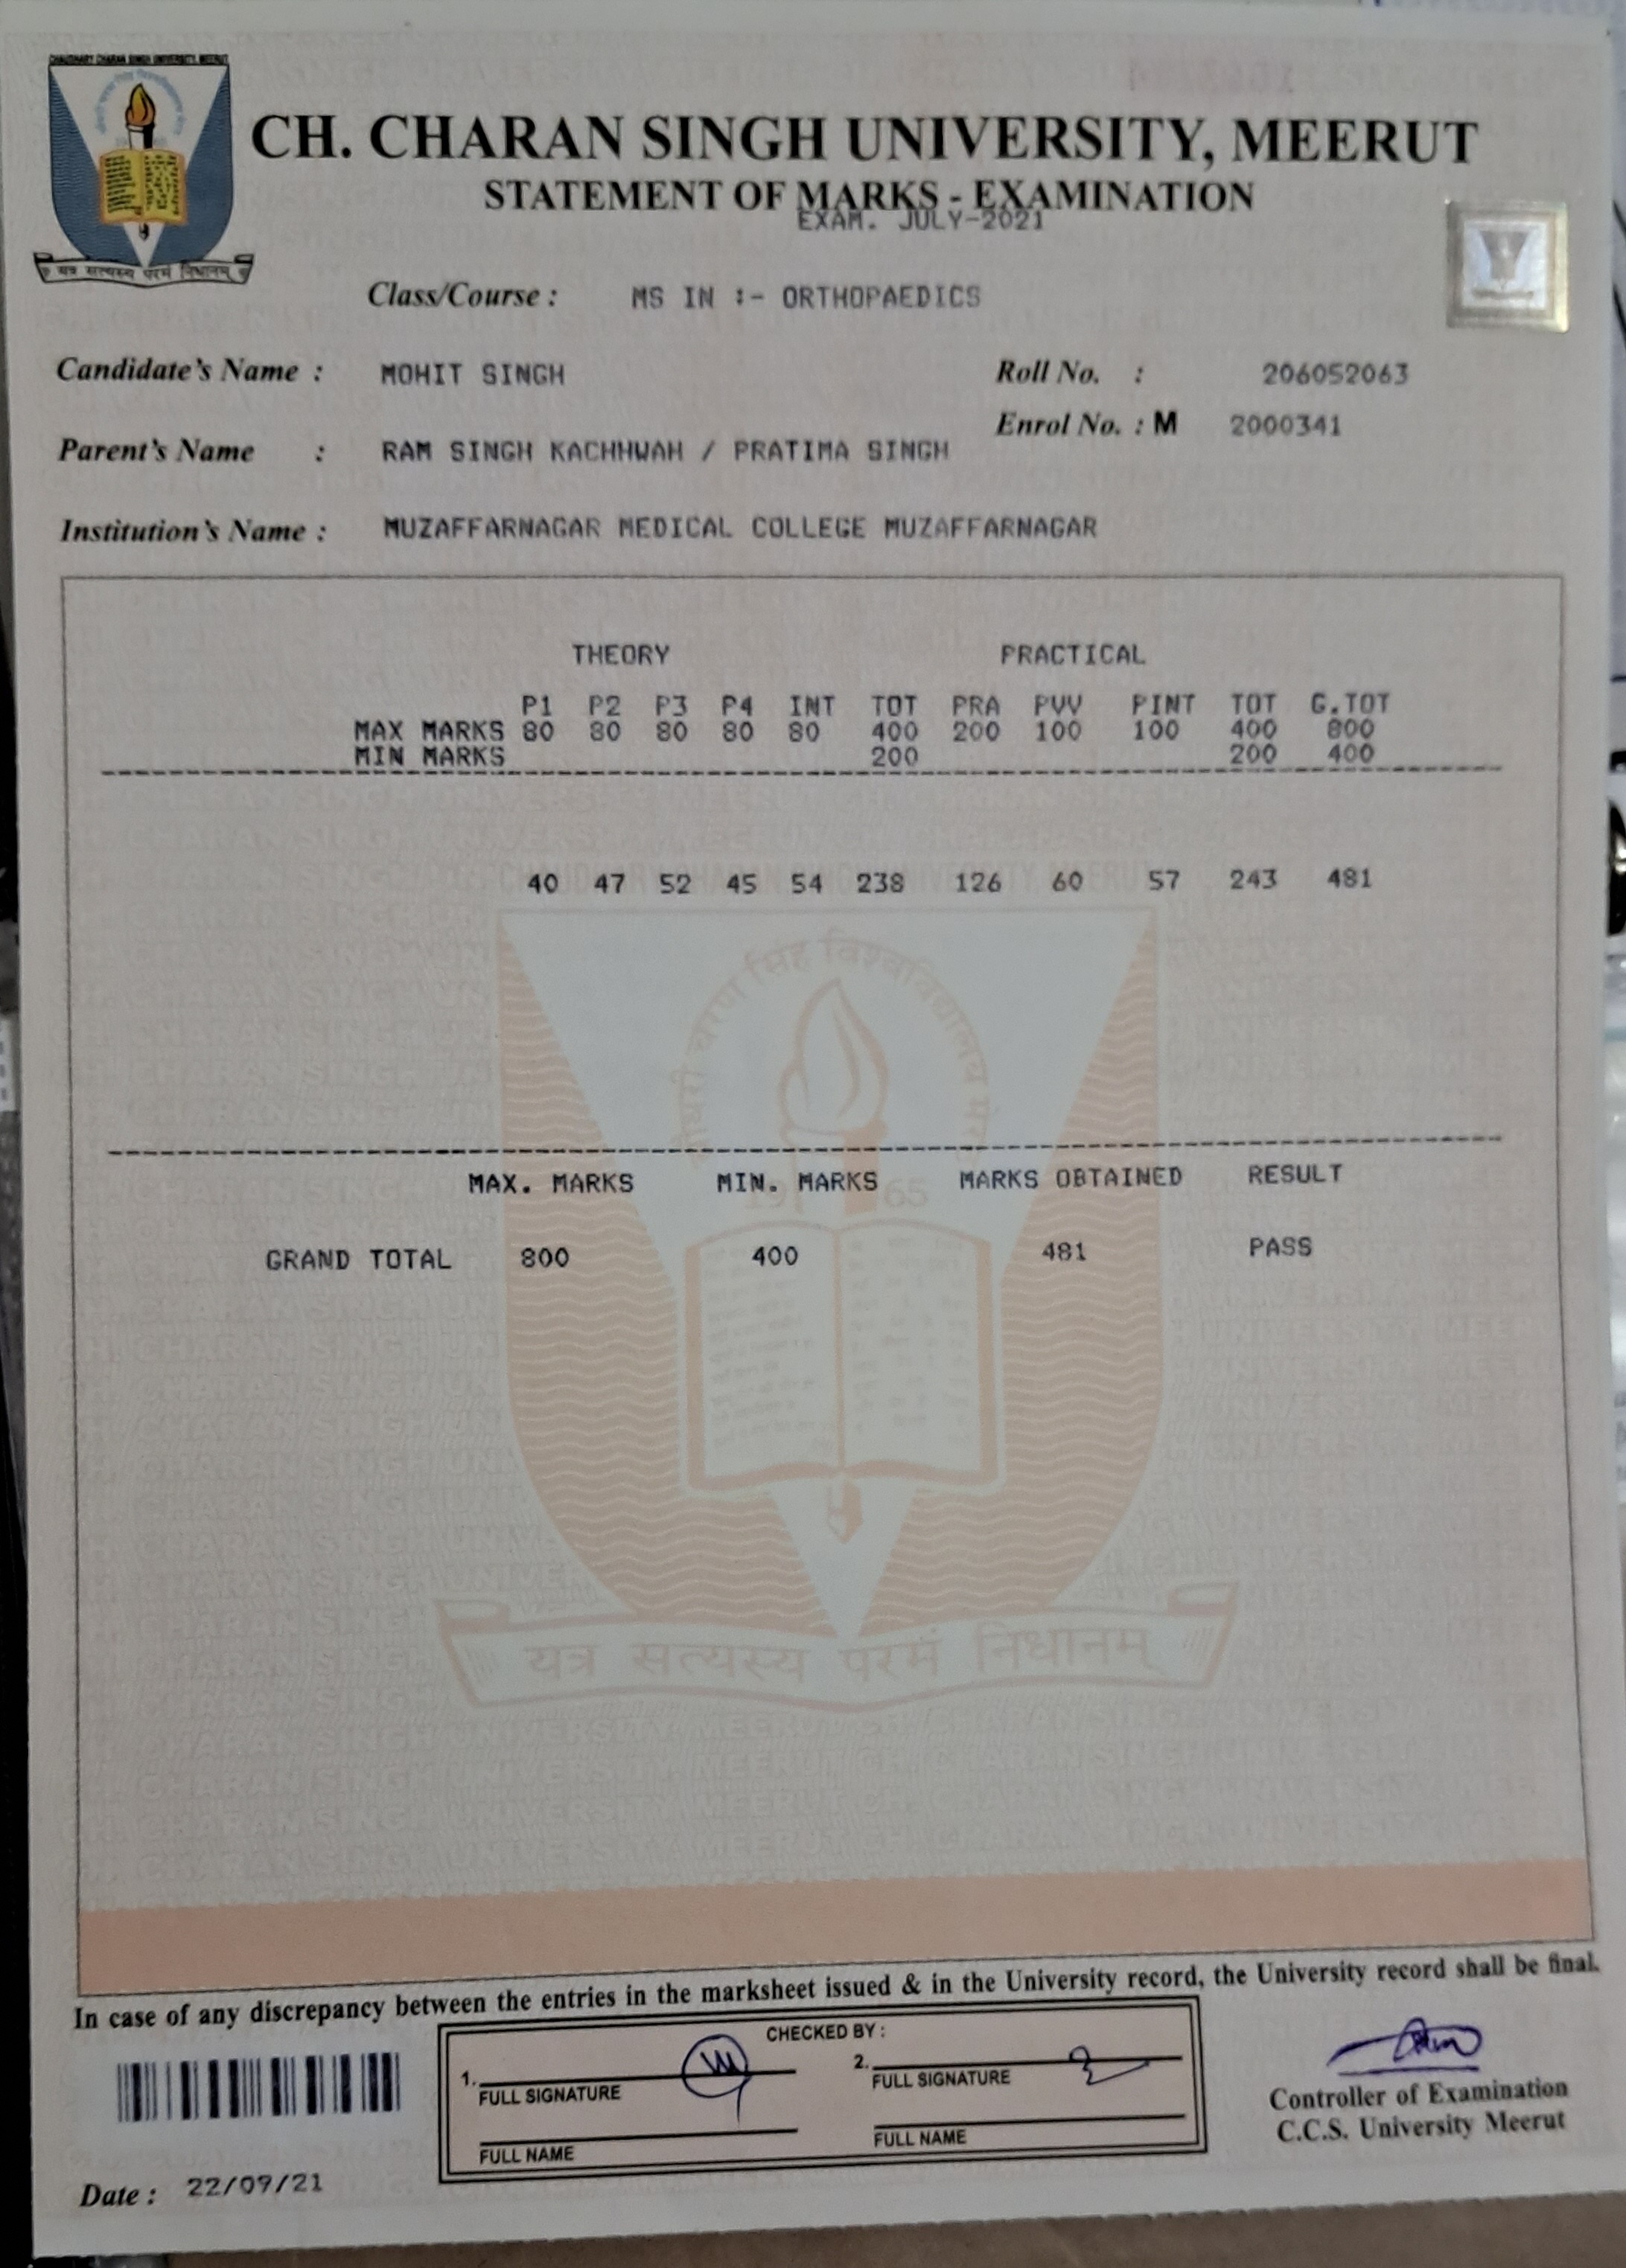 CHAUDHARY CHARAN SINGH UNIVERSITY, MEERUT
यत्र सत्यस्य परमं निधानम्
CH. CHARAN SINGH UNIVERSITY, MEERUT
STATEMENT OF MARKS - EXAMINATION
EXAM. JULY-2021
Class/Course : MS IN :- ORTHOPAEDICS
Candidate's Name : MOHIT SINGH Roll No. : 206052063
Enrol No. : M 2000341
Parent's Name : RAM SINGH KACHHWAH / PRATIMA SINGH
Institution's Name : MUZAFFARNAGAR MEDICAL COLLEGE MUZAFFARNAGAR
THEORY PRACTICAL
P1 P2 P3 P4 INT TOT PRA PVV PINT TOT G.TOT
MAX MARKS 80 80 80 80 80 400 200 100 100 400 800
MIN MARKS 200 200 400
40 47 52 45 54 238 126 60 57 243 481
MAX. MARKS MIN. MARKS MARKS OBTAINED RESULT
GRAND TOTAL 800 400 481 PASS
यत्र सत्यस्य परमं निधानम्
In case of any discrepancy between the entries in the marksheet issued & in the University record, the University record shall be final.
CHECKED BY :
1. 2.
FULL SIGNATURE FULL SIGNATURE
FULL NAME FULL NAME
Controller of Examination
C.C.S. University Meerut
Date : 22/09/21